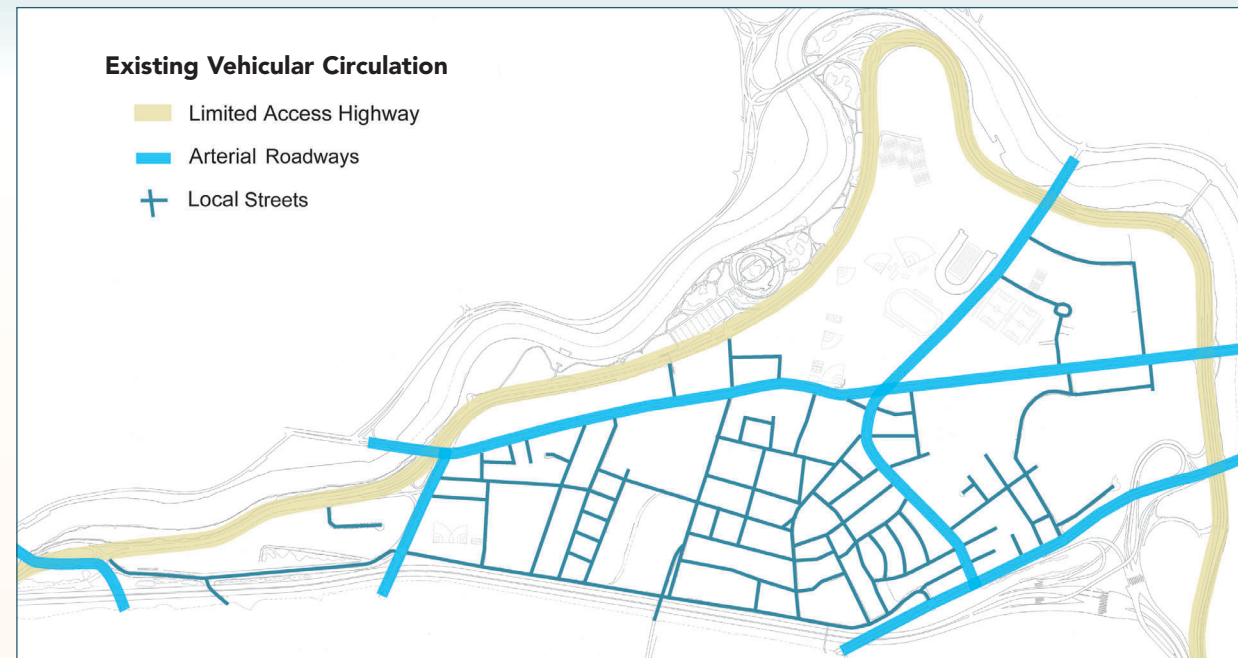 Existing Vehicular Circulation
Limited Access Highway
Arterial Roadways
Local Streets